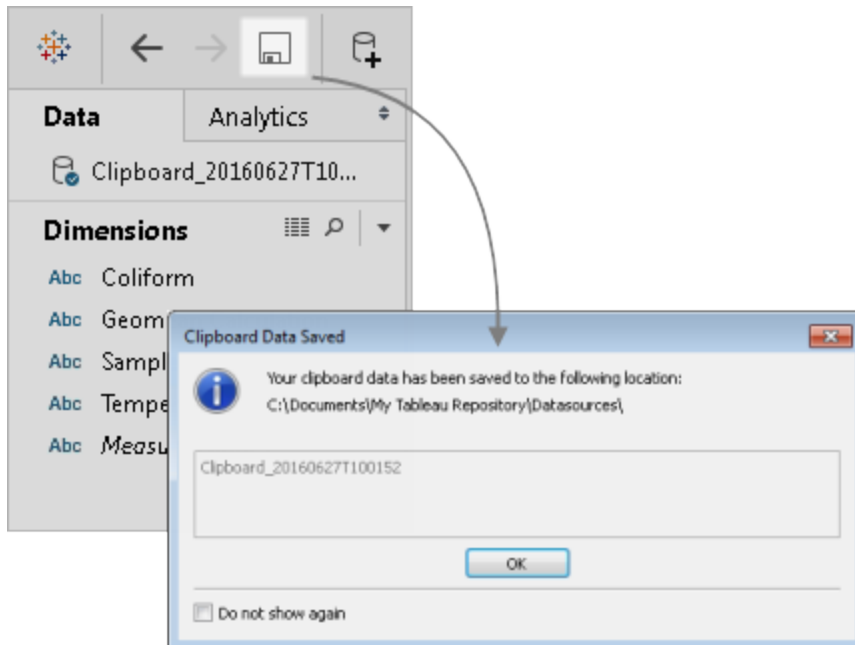 Data
Analytics
Clipboard_20160627T10...
Dimensions
Abc Coliform
Abc Geom
Abc Sampl
Abc Tempe
Abc Measu
Clipboard Data Saved
Your clipboard data has been saved to the following location:
C:\Documents\My Tableau Repository\Datasources\
Clipboard_20160627T100152
OK
Do not show again